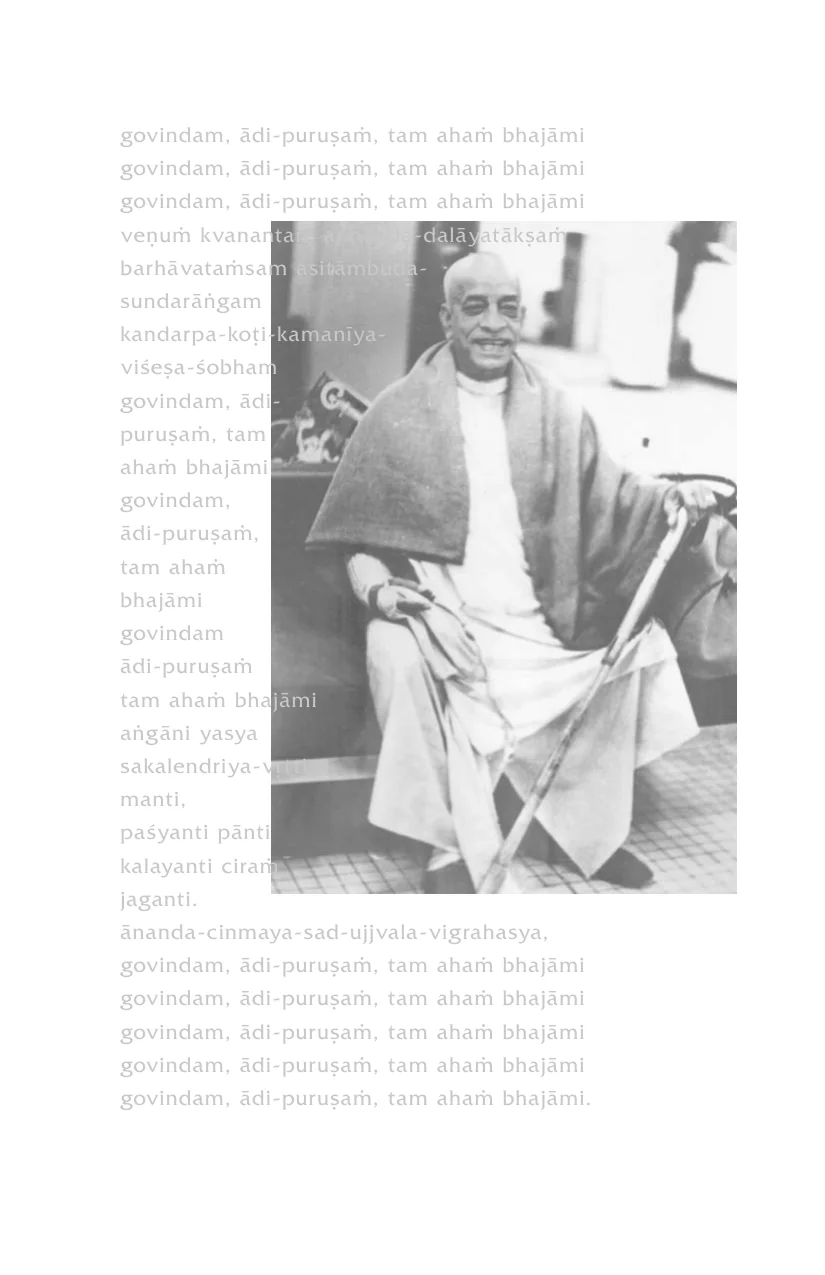 govindam, ādi-puruṣaṁ, tam ahaṁ bhajāmi
govindam, ādi-puruṣaṁ, tam ahaṁ bhajāmi
govindam, ādi-puruṣaṁ, tam ahaṁ bhajāmi
veṇuṁ kvanantam -dalāyatākṣaṁ
barhāvataṁsam asitāmbuda-
sundarāṅgam
kandarpa-koṭi-kamanīya-
viśeṣa-śobham
govindam, ādi-
puruṣaṁ, tam
ahaṁ bhajāmi
govindam,
ādi-puruṣaṁ,
tam ahaṁ
bhajāmi
govindam
ādi-puruṣaṁ
tam ahaṁ bhajāmi
aṅgāni yasya
sakalendriya-vṛtti
manti,
paśyanti pānti
kalayanti ciraṁ
jaganti.
ānanda-cinmaya-sad-ujjvala-vigrahasya,
govindam, ādi-puruṣaṁ, tam ahaṁ bhajāmi
govindam, ādi-puruṣaṁ, tam ahaṁ bhajāmi
govindam, ādi-puruṣaṁ, tam ahaṁ bhajāmi
govindam, ādi-puruṣaṁ, tam ahaṁ bhajāmi
govindam, ādi-puruṣaṁ, tam ahaṁ bhajāmi.